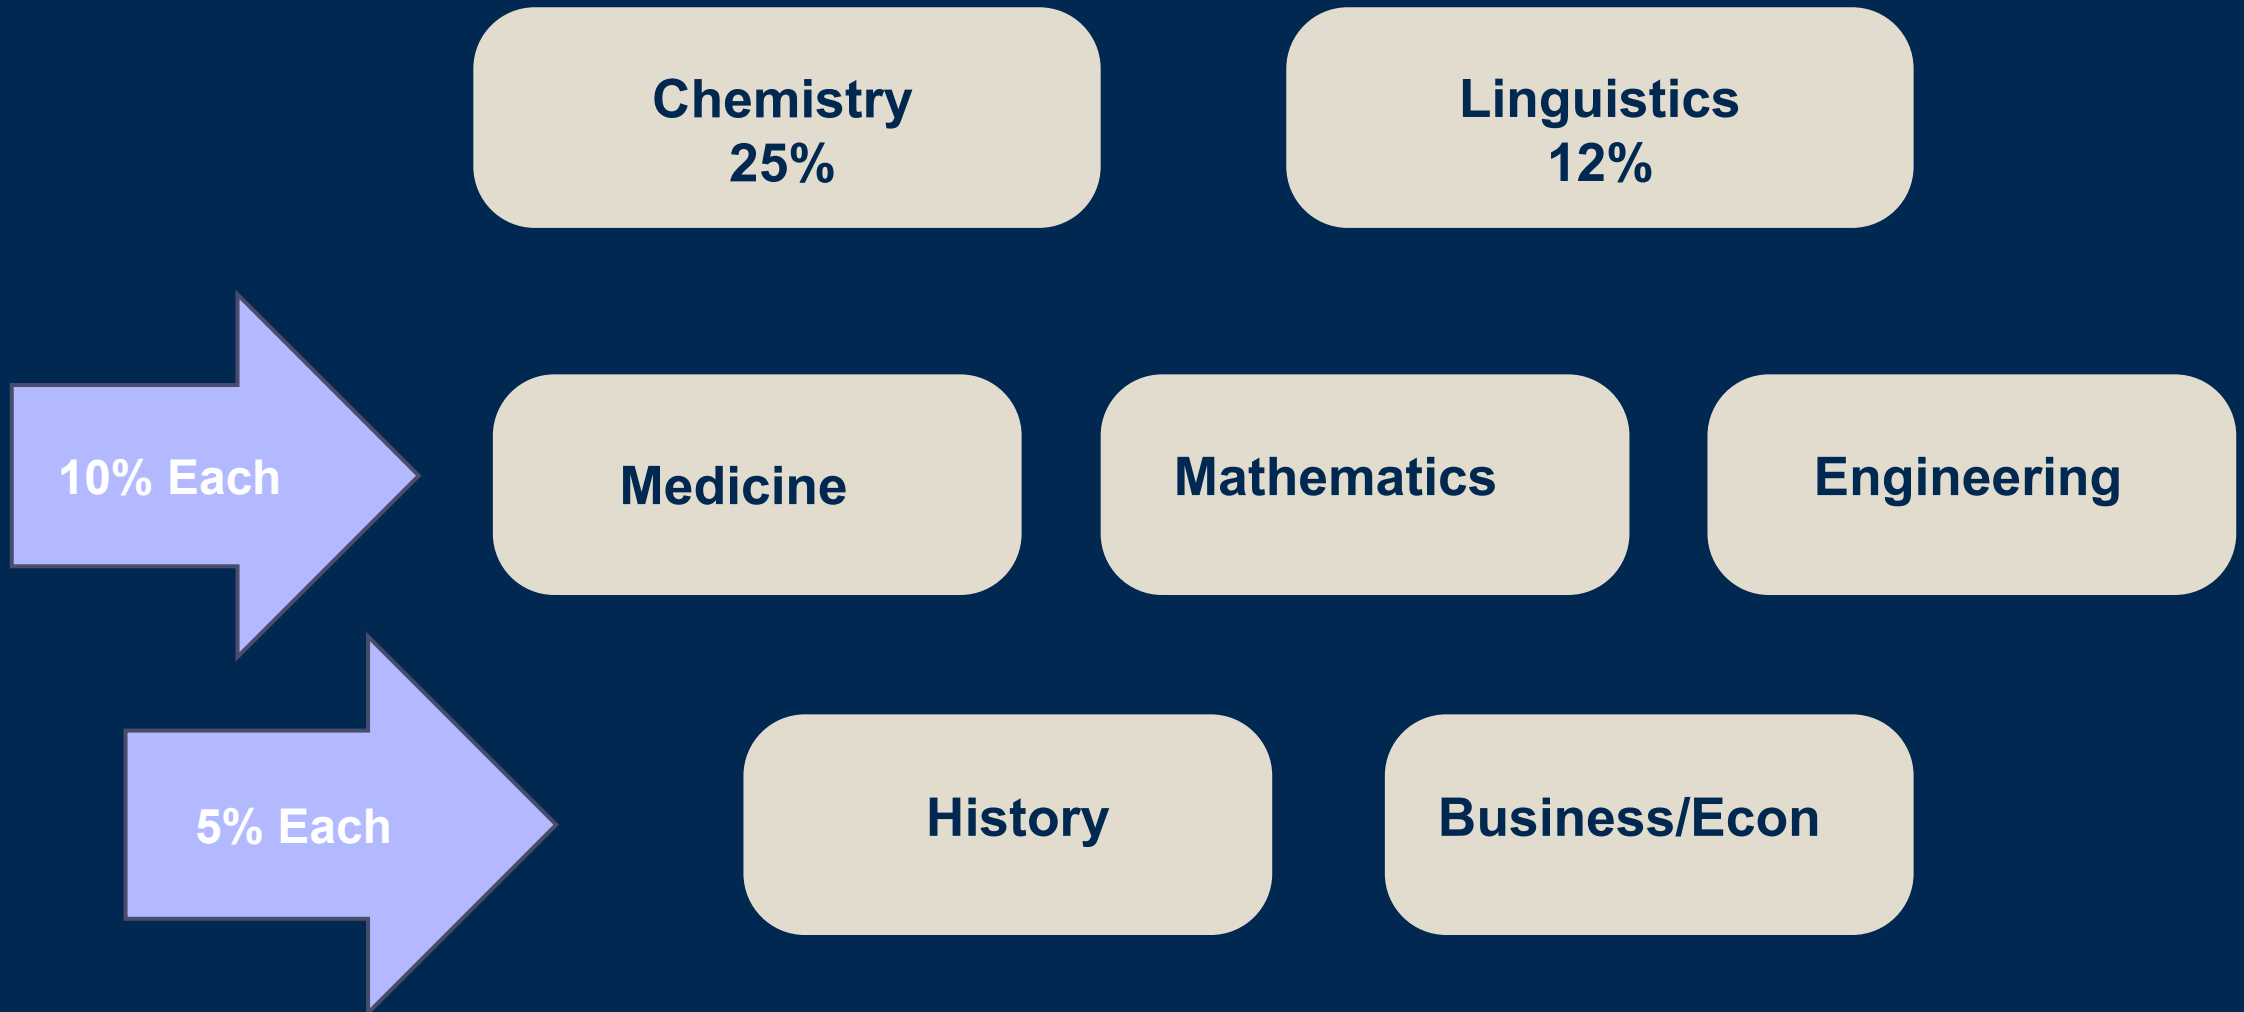 Chemistry
25%
Linguistics
12%
10% Each
Medicine
Mathematics
Engineering
5% Each
History
Business/Econ